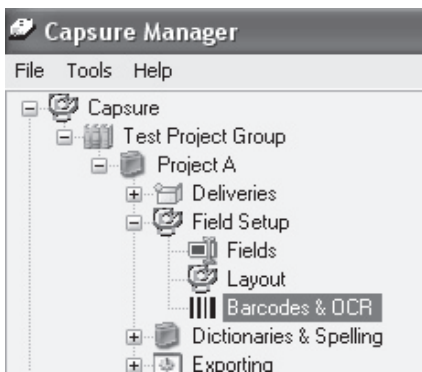 Capsure Manager
File Tools Help
Capsure
Test Project Group
Project A
Deliveries
Field Setup
Fields
Layout
Barcodes & OCR
Dictionaries & Spelling
Exporting